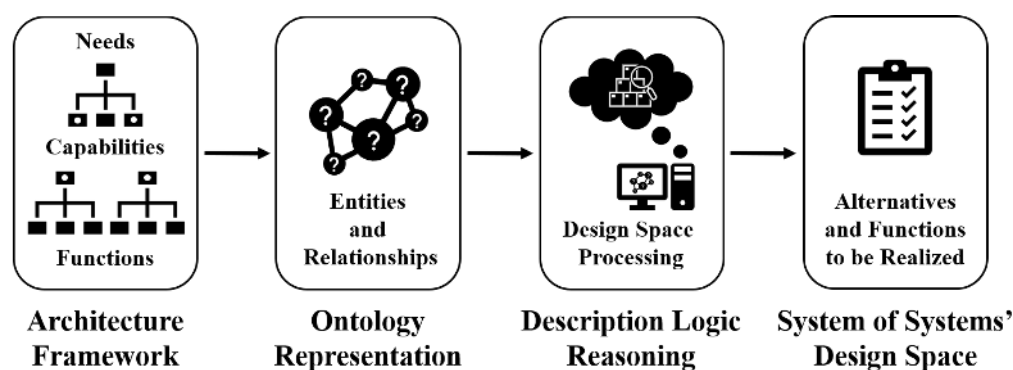 Needs
Capabilities
Functions
Architecture
Framework
? ? ? ? ? ?
Entities
and
Relationships
Ontology
Representation
Design Space
Processing
Description Logic
Reasoning
Alternatives
and Functions
to be Realized
System of Systems’
Design Space